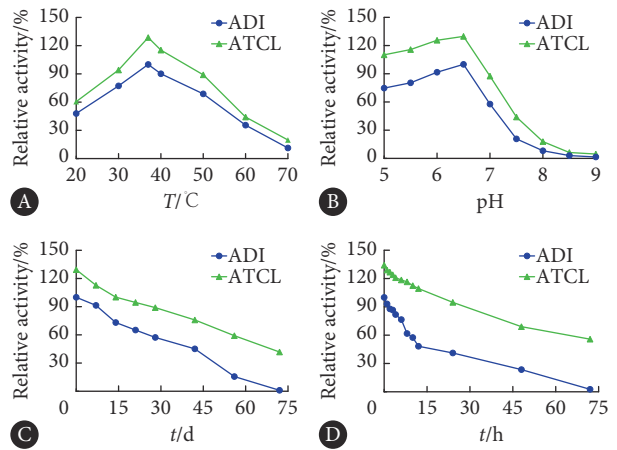 Relative activity/%
150
120
90
60
30
0
20 30 40 50 60 70
T/℃
ADI
ATCL
A
Relative activity/%
150
120
90
60
30
0
5 6 7 8 9
pH
ADI
ATCL
B
Relative activity/%
150
120
90
60
30
0 15 30 45 60 75
t/d
ADI
ATCL
C
Relative activity/%
150
120
90
60
30
0 15 30 45 60 75
t/h
ADI
ATCL
D